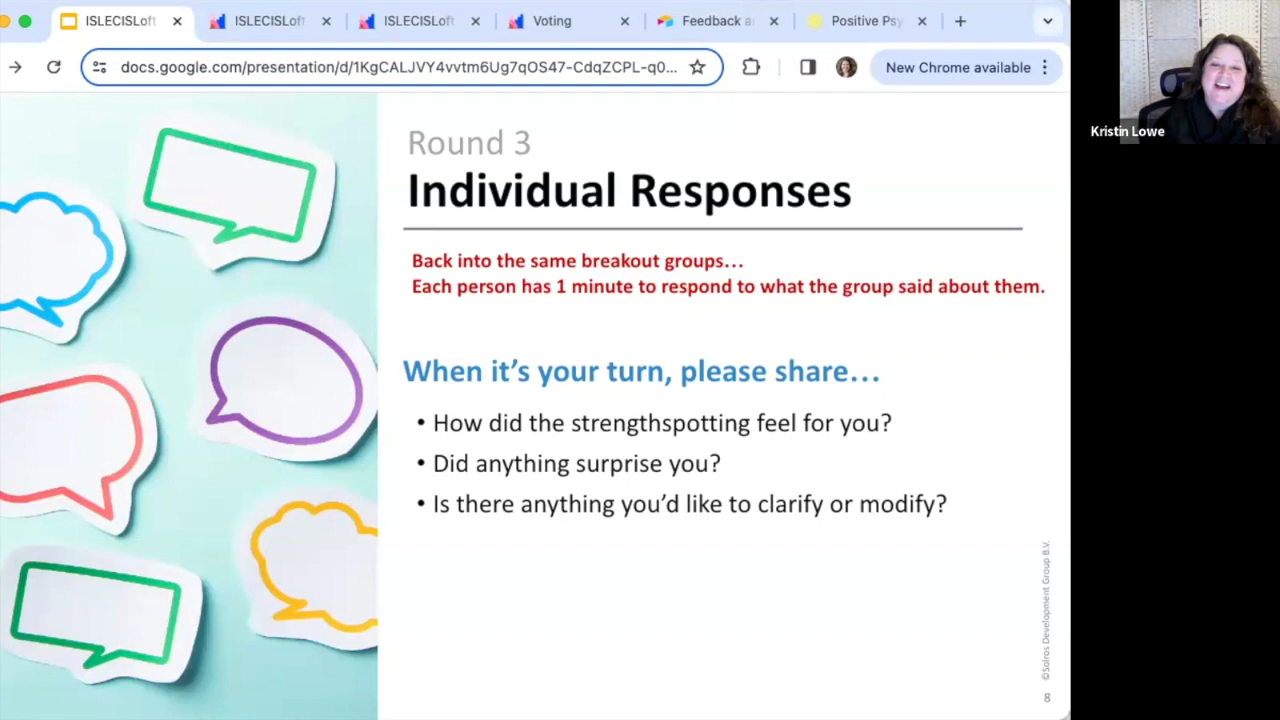 ISLECISLoft
ISLECISLoft
ISLECISLoft
Voting
Feedback a
Positive Psy
docs.google.com/presentation/d/1KgCALJVY4vvtm6Ug7qOS47-CdqZCPL-q0...
New Chrome available
Kristin Lowe
Round 3
Individual Responses
Back into the same breakout groups…
Each person has 1 minute to respond to what the group said about them.
When it’s your turn, please share…
• How did the strengthspotting feel for you?
• Did anything surprise you?
• Is there anything you’d like to clarify or modify?
©Solros Development Group B.V.
8